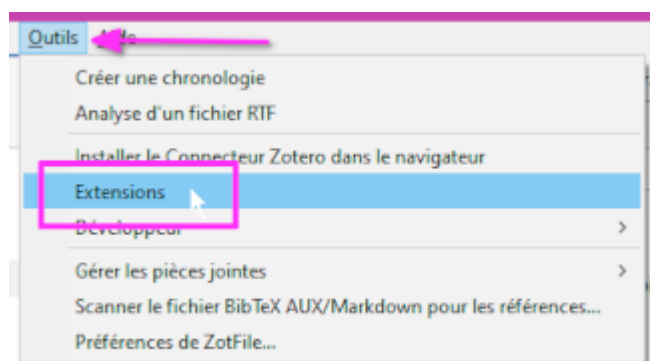 Outils
Créer une chronologie
Analyse d'un fichier RTF
Installer le Connecteur Zotero dans le navigateur
Extensions
Développeur
Gérer les pièces jointes
Scanner le fichier BibTeX AUX/Markdown pour les références...
Préférences de ZotFile...